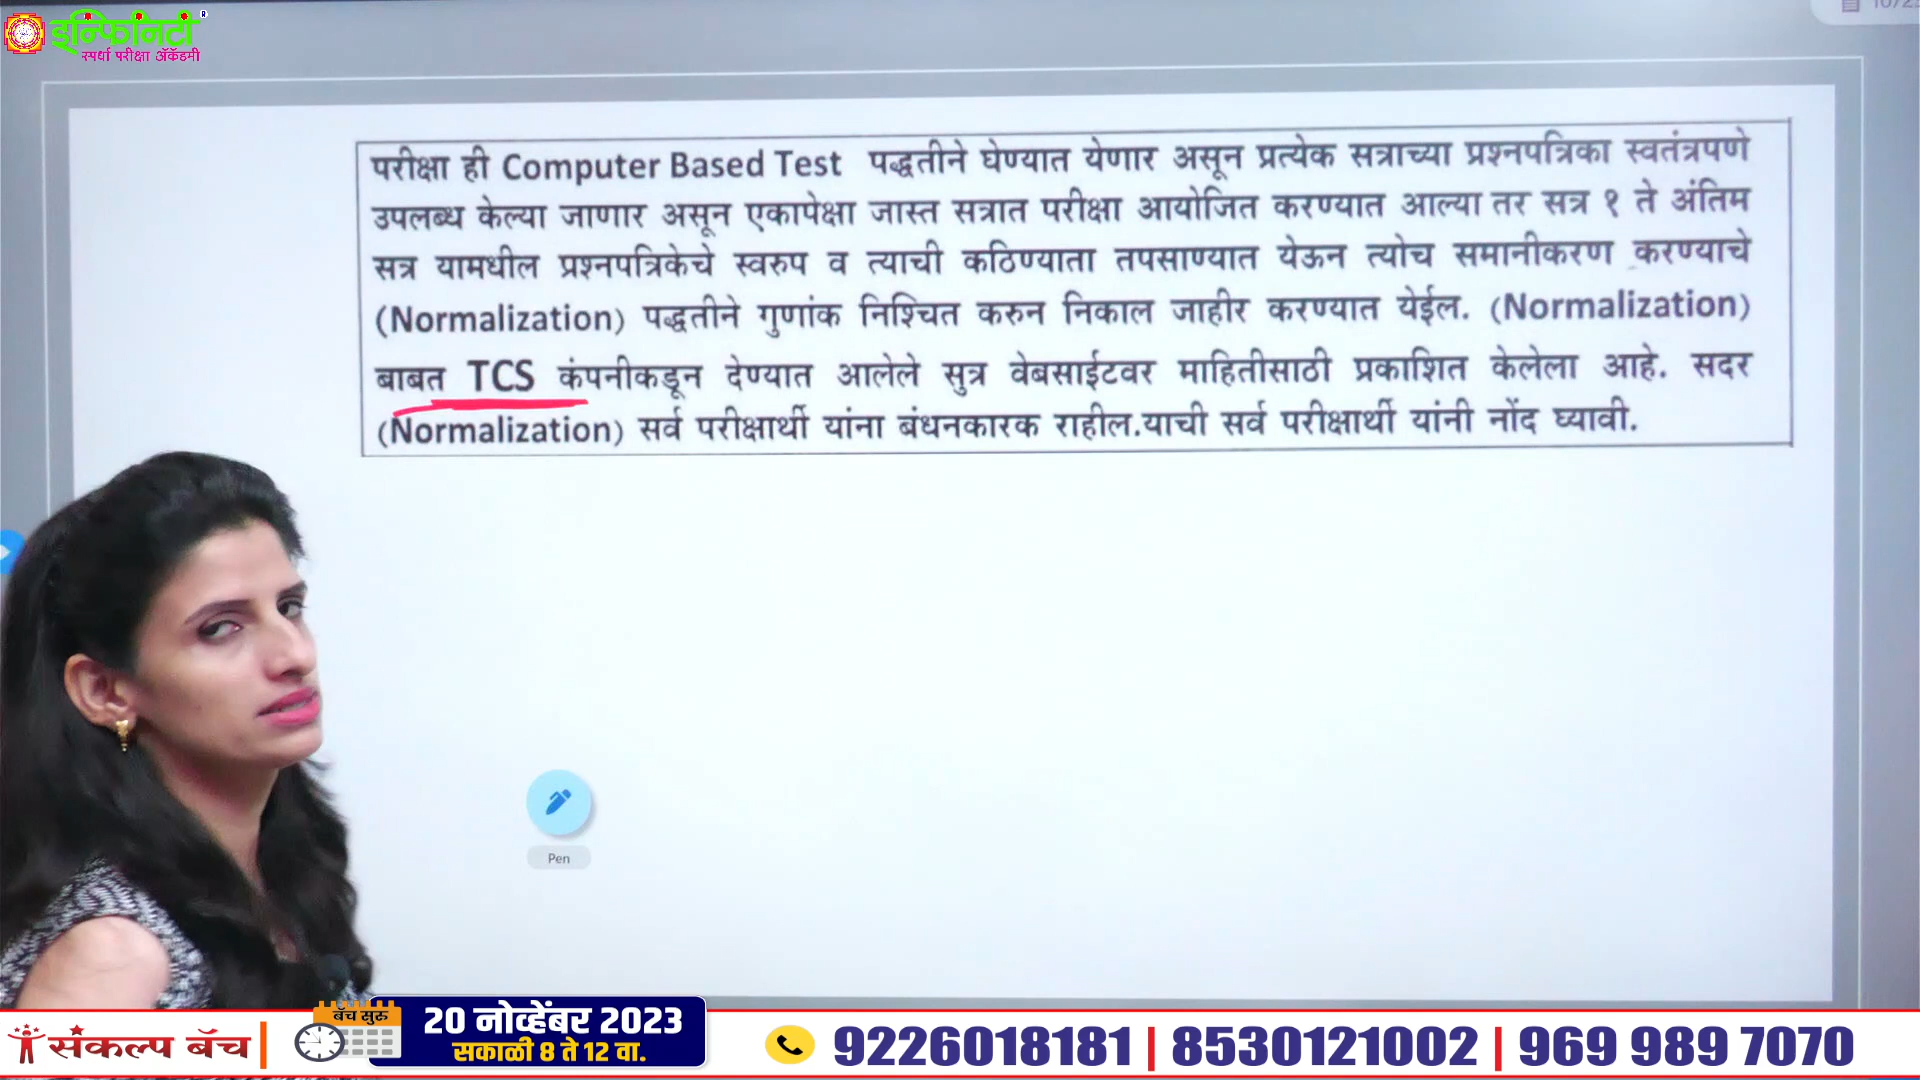 इन्फिनिटी
स्पर्धा परीक्षा अ‍ॅकॅडमी
परीक्षा ही Computer Based Test पद्धतीने घेण्यात येणार असून प्रत्येक सत्राच्या प्रश्नपत्रिका स्वतंत्रपणे
उपलब्ध केल्या जाणार असून एकापेक्षा जास्त सत्रात परीक्षा आयोजित करण्यात आल्या तर सत्र १ ते अंतिम
सत्र यामधील प्रश्नपत्रिकेचे स्वरुप व त्याची कठिण्याता तपसाण्यात येऊन त्योच समानीकरण करण्याचे
(Normalization) पद्धतीने गुणांक निश्चित करुन निकाल जाहीर करण्यात येईल. (Normalization)
बाबत TCS कंपनीकडून देण्यात आलेले सुत्र वेबसाईटवर माहितीसाठी प्रकाशित केलेला आहे. सदर
(Normalization) सर्व परीक्षार्थी यांना बंधनकारक राहील.याची सर्व परीक्षार्थी यांनी नोंद घ्यावी.
Pen
संकल्प बॅच
बॅच सुरु
20 नोव्हेंबर 2023
सकाळी 8 ते 12 वा.
9226018181 | 8530121002 | 969 989 7070